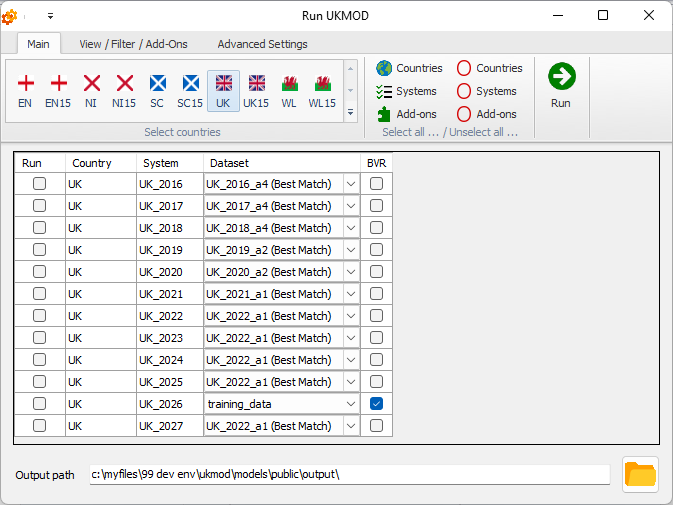 Run UKMOD
Main View / Filter / Add-Ons Advanced Settings
EN EN15 NI NI15 SC SC15 UK UK15 WL WL15
Select countries
Countries Countries
Systems Systems
Add-ons Add-ons
Select all ... / Unselect all ...
Run
Run Country System Dataset BVR
UK UK_2016 UK_2016_a4 (Best Match)
UK UK_2017 UK_2017_a4 (Best Match)
UK UK_2018 UK_2018_a4 (Best Match)
UK UK_2019 UK_2019_a2 (Best Match)
UK UK_2020 UK_2020_a2 (Best Match)
UK UK_2021 UK_2021_a1 (Best Match)
UK UK_2022 UK_2022_a1 (Best Match)
UK UK_2023 UK_2022_a1 (Best Match)
UK UK_2024 UK_2022_a1 (Best Match)
UK UK_2025 UK_2022_a1 (Best Match)
UK UK_2026 training_data
UK UK_2027 UK_2022_a1 (Best Match)
Output path c:\myfiles\99 dev env\ukmod\models\public\output\